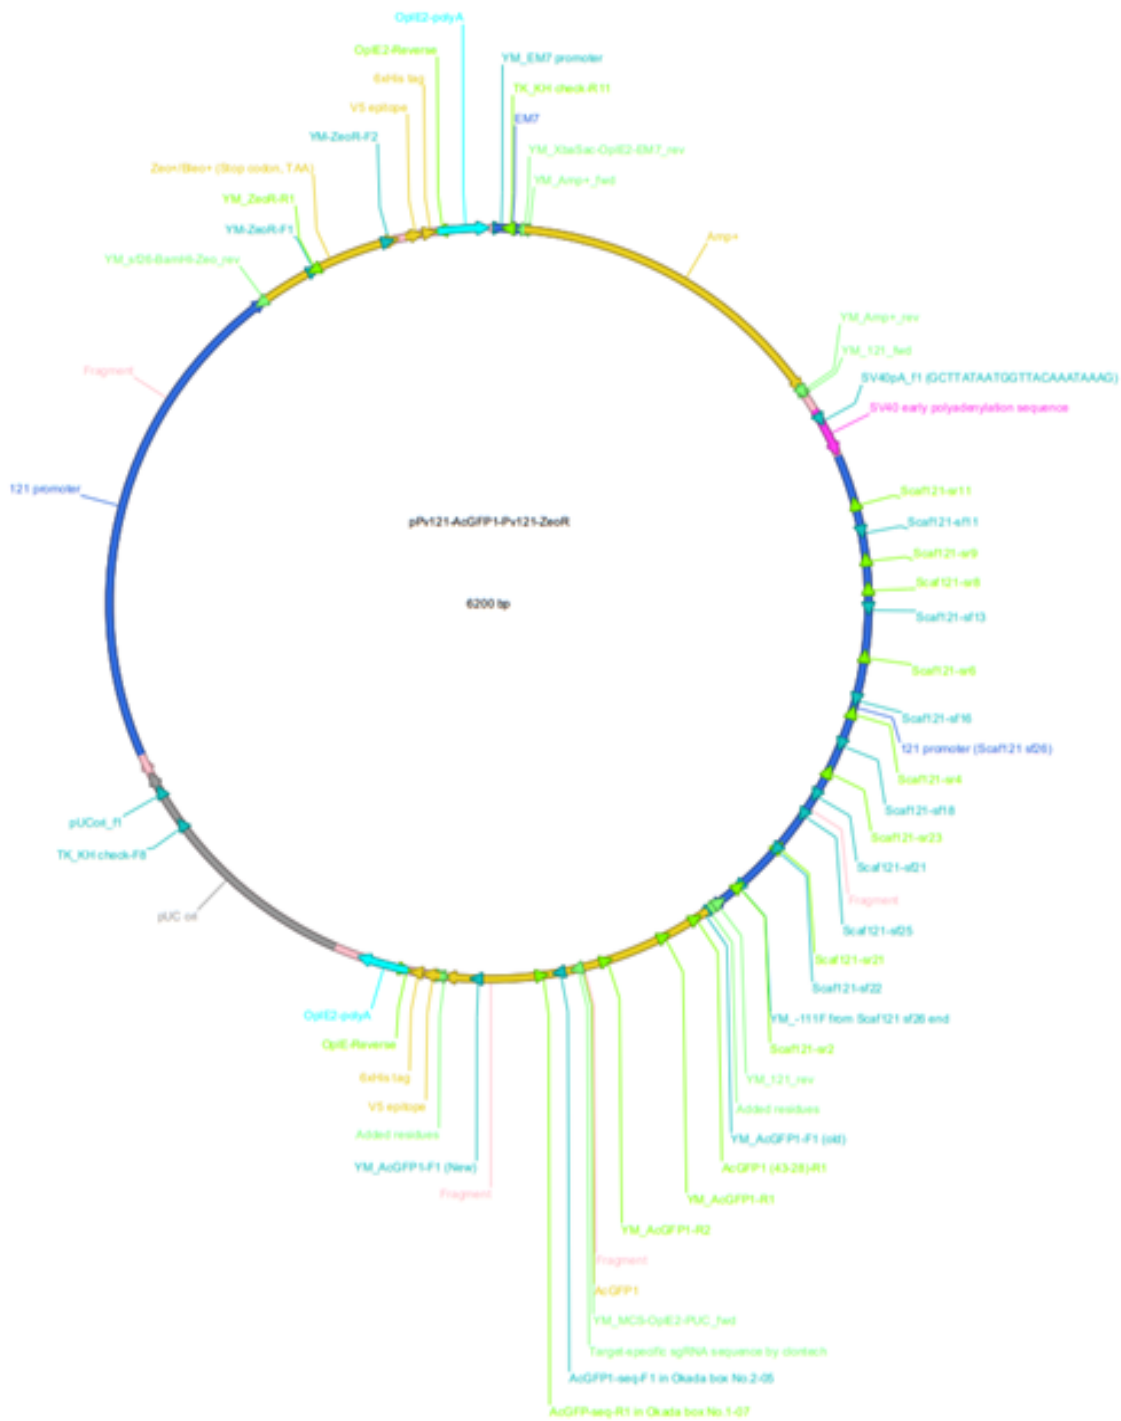 OpIE2-polyA
OpIE2-Reverse
6xHis tag
V5 epitope
YM-ZeoR-F2
Zeor/Bleo+ (Stop codon, TAA)
YM_ZeoR-R1
YM-ZeoR-F1
YM_sf26-BamHI-Zeo_rev
Fragment
121 promoter
YM_EM7 promoter
TK_KH check-R11
EM7
YM_XbaSac-OpIE2-EM7_rev
YM_Amp+_fwd
Amp+
YM_Amp+_rev
YM_121_fwd
SV40pA_f1 (GCTTATAATGGTTACAAATAAAG)
SV40 early polyadenylation sequence
Scaf121-sr11
Scaf121-sf11
Scaf121-sr9
Scaf121-sr8
Scaf121-sf13
Scaf121-sr6
Scaf121-sf16
121 promoter (Scaf121 sf26)
Scaf121-sr4
Scaf121-sf18
Scaf121-sr23
Scaf121-sf21
Fragment
Scaf121-sf25
Scaf121-sr21
Scaf121-sf22
YM_-111F from Scaf121 sf26 end
Scaf121-sr2
YM_121_rev
Added residues
YM_AcGFP1-F1 (old)
AcGFP1 (43-28)-R1
YM_AcGFP1-R1
YM_AcGFP1-R2
Fragment
AcGFP1
YM_MCS-OpIE2-PUC_fwd
Target-specific sgRNA sequence by clontech
AcGFP1-seq-F1 in Okada box No.2-05
AcGFP-seq-R1 in Okada box No.1-07
pPv121-AcGFP1-Pv121-ZeoR
6200 bp
pUCori_f1
TK_KH check-F8
pUC ori
OpIE2-polyA
OpIE-Reverse
6xHis tag
V5 epitope
Added residues
YM_AcGFP1-F1 (New)
Fragment